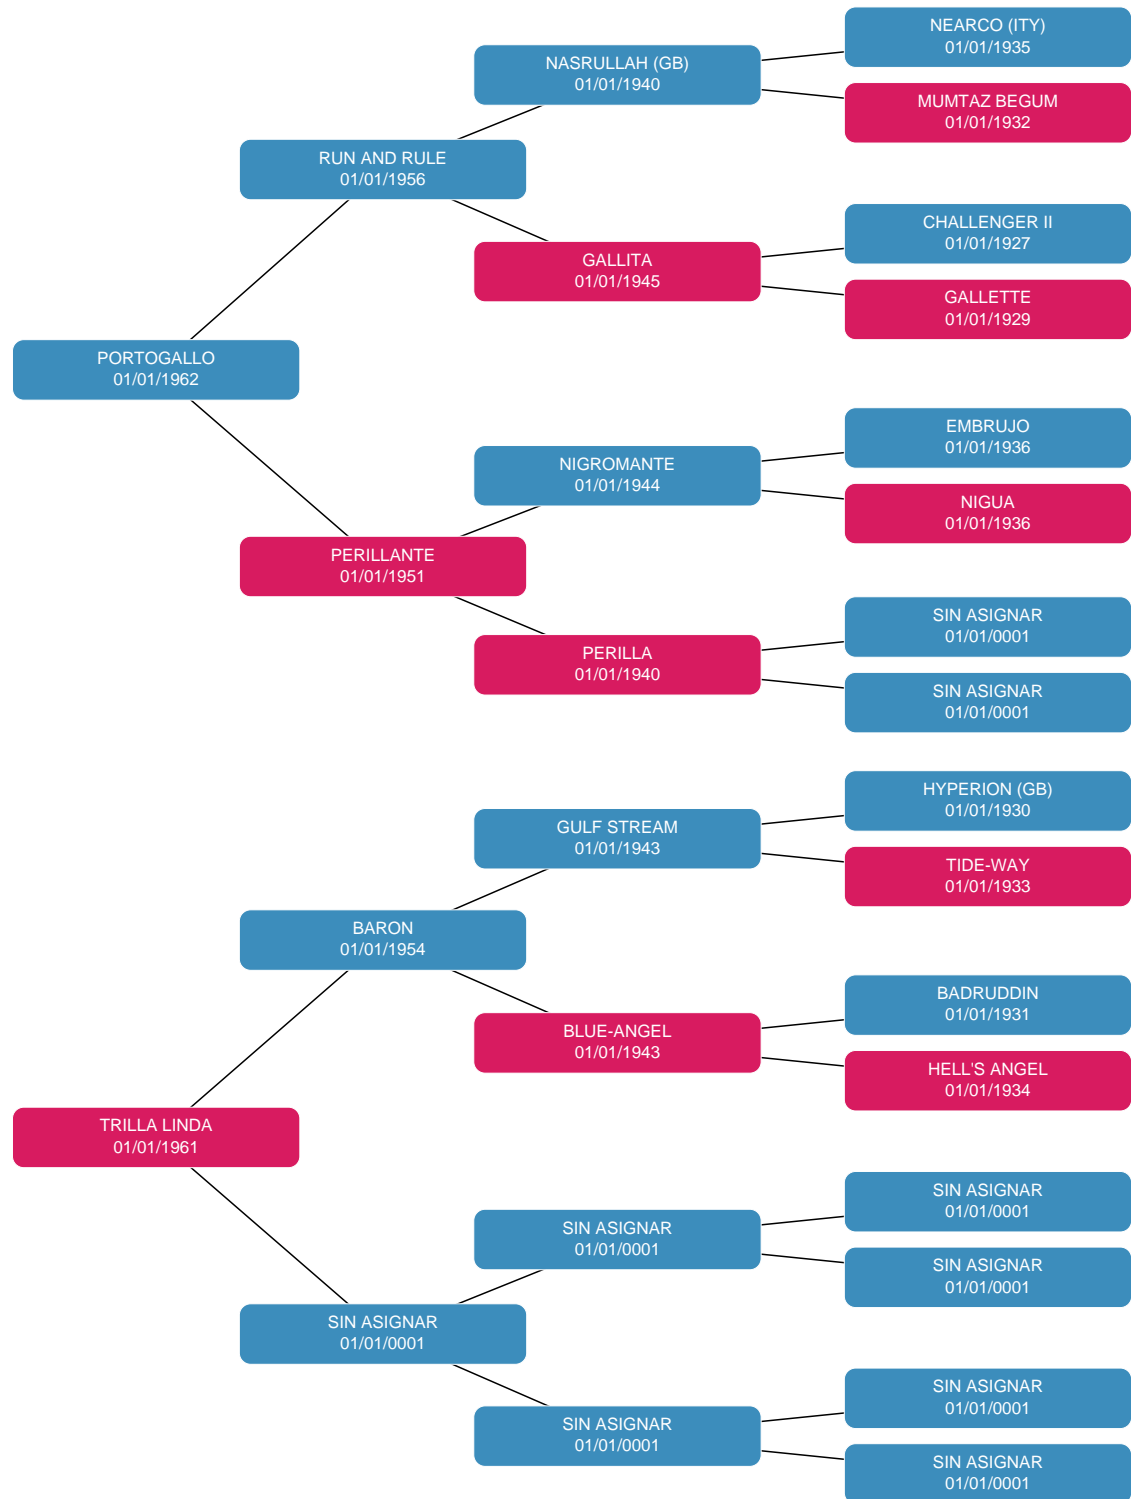 NEARCO (ITY)
01/01/1935
NASRULLAH (GB)
01/01/1940
MUMTAZ BEGUM
01/01/1932
RUN AND RULE
01/01/1956
CHALLENGER II
01/01/1927
GALLITA
01/01/1945
GALLETTE
01/01/1929
PORTOGALLO
01/01/1962
EMBRUJO
01/01/1936
NIGROMANTE
01/01/1944
NIGUA
01/01/1936
PERILLANTE
01/01/1951
SIN ASIGNAR
01/01/0001
PERILLA
01/01/1940
SIN ASIGNAR
01/01/0001
HYPERION (GB)
01/01/1930
GULF STREAM
01/01/1943
TIDE-WAY
01/01/1933
BARON
01/01/1954
BADRUDDIN
01/01/1931
BLUE-ANGEL
01/01/1943
HELL'S ANGEL
01/01/1934
TRILLA LINDA
01/01/1961
SIN ASIGNAR
01/01/0001
SIN ASIGNAR
01/01/0001
SIN ASIGNAR
01/01/0001
SIN ASIGNAR
01/01/0001
SIN ASIGNAR
01/01/0001
SIN ASIGNAR
01/01/0001
SIN ASIGNAR
01/01/0001